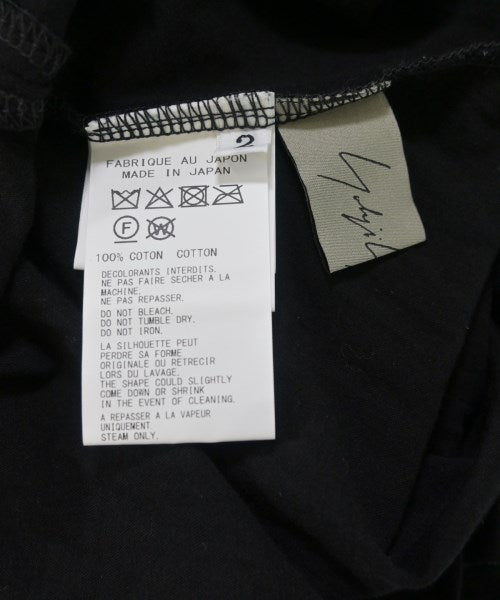 2
FABRIQUE AU JAPON
MADE IN JAPAN
F
W
100% COTON COTTON
DECOLORANTS INTERDITS.
NE PAS FAIRE SECHER A LA
MACHINE.
NE PAS REPASSER.
DO NOT BLEACH.
DO NOT TUMBLE DRY.
DO NOT IRON.
LA SILHOUETTE PEUT
PERDRE SA FORME
ORIGINALE OU RETRECIR
LORS DU LAVAGE.
THE SHAPE COULD SLIGHTLY
COME DOWN OR SHRINK
IN THE EVENT OF CLEANING.
A REPASSER A LA VAPEUR
UNIQUEMENT.
STEAM ONLY.